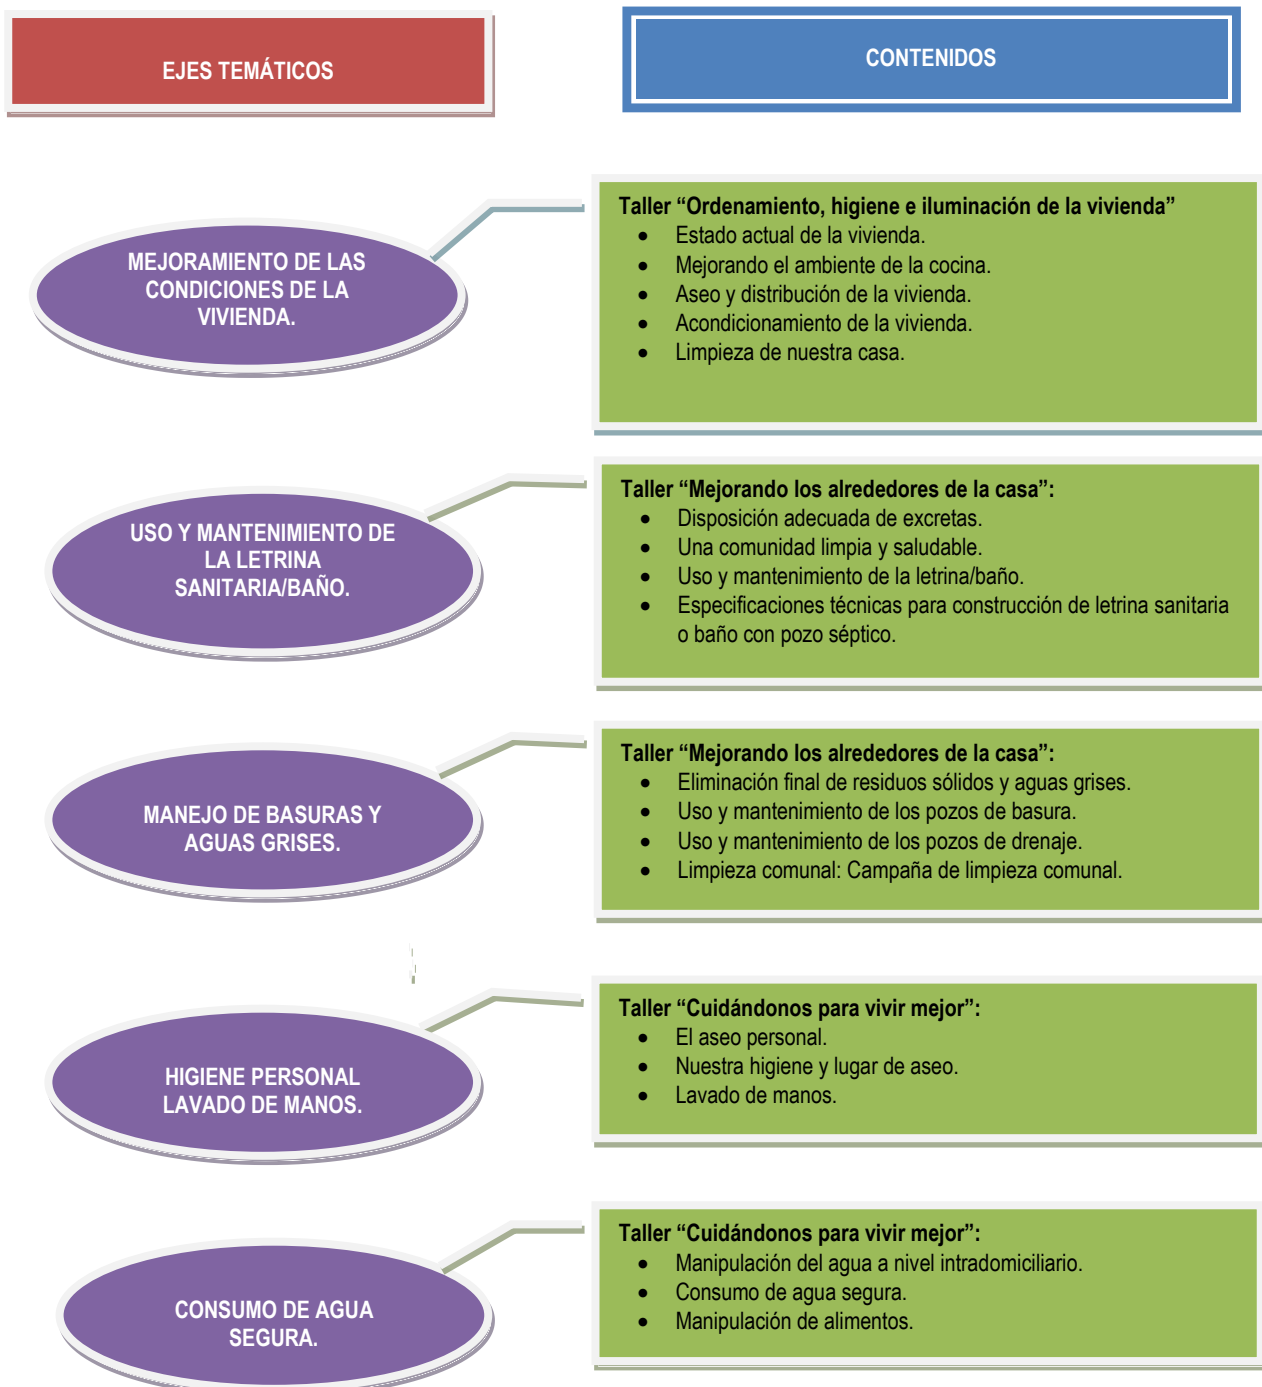 EJES TEMÁTICOS
CONTENIDOS
MEJORAMIENTO DE LAS
CONDICIONES DE LA
VIVIENDA.
Taller “Ordenamiento, higiene e iluminación de la vivienda”
• Estado actual de la vivienda.
• Mejorando el ambiente de la cocina.
• Aseo y distribución de la vivienda.
• Acondicionamiento de la vivienda.
• Limpieza de nuestra casa.
USO Y MANTENIMIENTO DE
LA LETRINA
SANITARIA/BAÑO.
Taller “Mejorando los alrededores de la casa”:
• Disposición adecuada de excretas.
• Una comunidad limpia y saludable.
• Uso y mantenimiento de la letrina/baño.
• Especificaciones técnicas para construcción de letrina sanitaria
o baño con pozo séptico.
MANEJO DE BASURAS Y
AGUAS GRISES.
Taller “Mejorando los alrededores de la casa”:
• Eliminación final de residuos sólidos y aguas grises.
• Uso y mantenimiento de los pozos de basura.
• Uso y mantenimiento de los pozos de drenaje.
• Limpieza comunal: Campaña de limpieza comunal.
HIGIENE PERSONAL
LAVADO DE MANOS.
Taller “Cuidándonos para vivir mejor”:
• El aseo personal.
• Nuestra higiene y lugar de aseo.
• Lavado de manos.
CONSUMO DE AGUA
SEGURA.
Taller “Cuidándonos para vivir mejor”:
• Manipulación del agua a nivel intradomiciliario.
• Consumo de agua segura.
• Manipulación de alimentos.